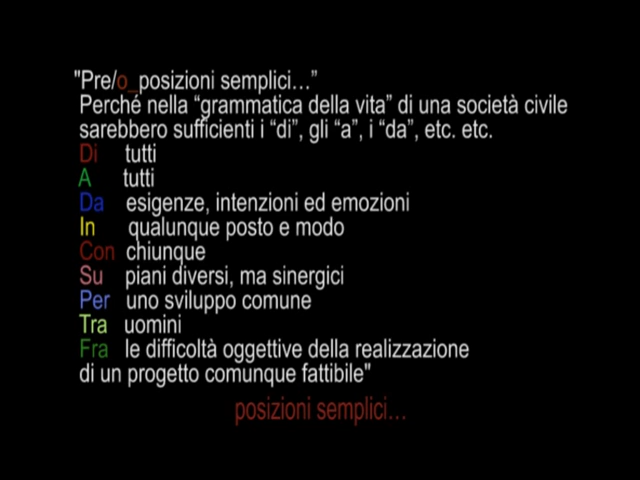 "Pre/o_posizioni semplici…”
Perché nella “grammatica della vita” di una società civile
sarebbero sufficienti i “di”, gli “a”, i “da”, etc. etc.
Di tutti
A tutti
Da esigenze, intenzioni ed emozioni
In qualunque posto e modo
Con chiunque
Su piani diversi, ma sinergici
Per uno sviluppo comune
Tra uomini
Fra le difficoltà oggettive della realizzazione
di un progetto comunque fattibile"
posizioni semplici…